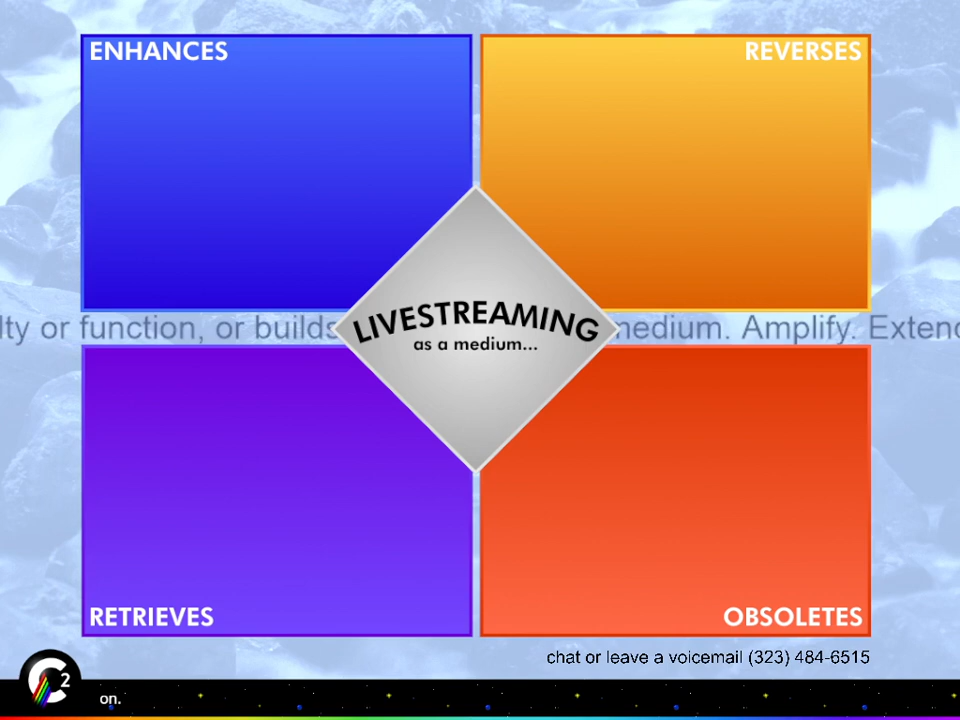 ENHANCES
REVERSES
lty or function, or builds
medium. Amplify. Extend
LIVESTREAMING
as a medium...
RETRIEVES
OBSOLETES
chat or leave a voicemail (323) 484-6515
C2
on.